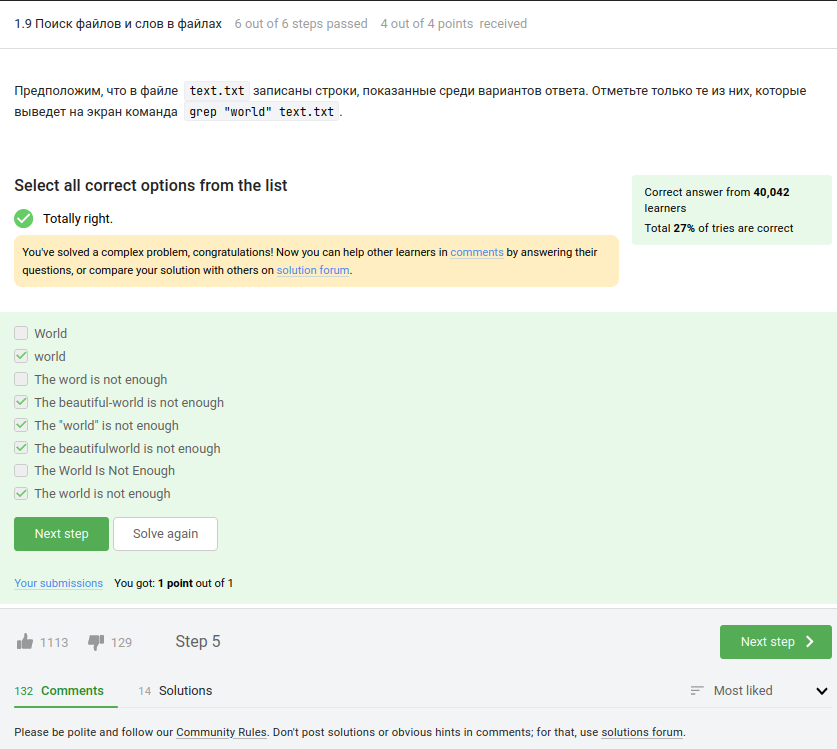 1.9 Поиск файлов и слов в файлах 6 out of 6 steps passed 4 out of 4 points received
Предположим, что в файле text.txt записаны строки, показанные среди вариантов ответа. Отметьте только те из них, которые
выведет на экран команда grep "world" text.txt.
Select all correct options from the list
Totally right.
You've solved a complex problem, congratulations! Now you can help other learners in comments by answering their
questions, or compare your solution with others on solution forum.
Correct answer from 40,042
learners
Total 27% of tries are correct
World
world
The word is not enough
The beautiful-world is not enough
The "world" is not enough
The beautifulworld is not enough
The World Is Not Enough
The world is not enough
Next step Solve again
Your submissions You got: 1 point out of 1
1113 129 Step 5 Next step
132 Comments 14 Solutions Most liked
Please be polite and follow our Community Rules. Don't post solutions or obvious hints in comments; for that, use solutions forum.